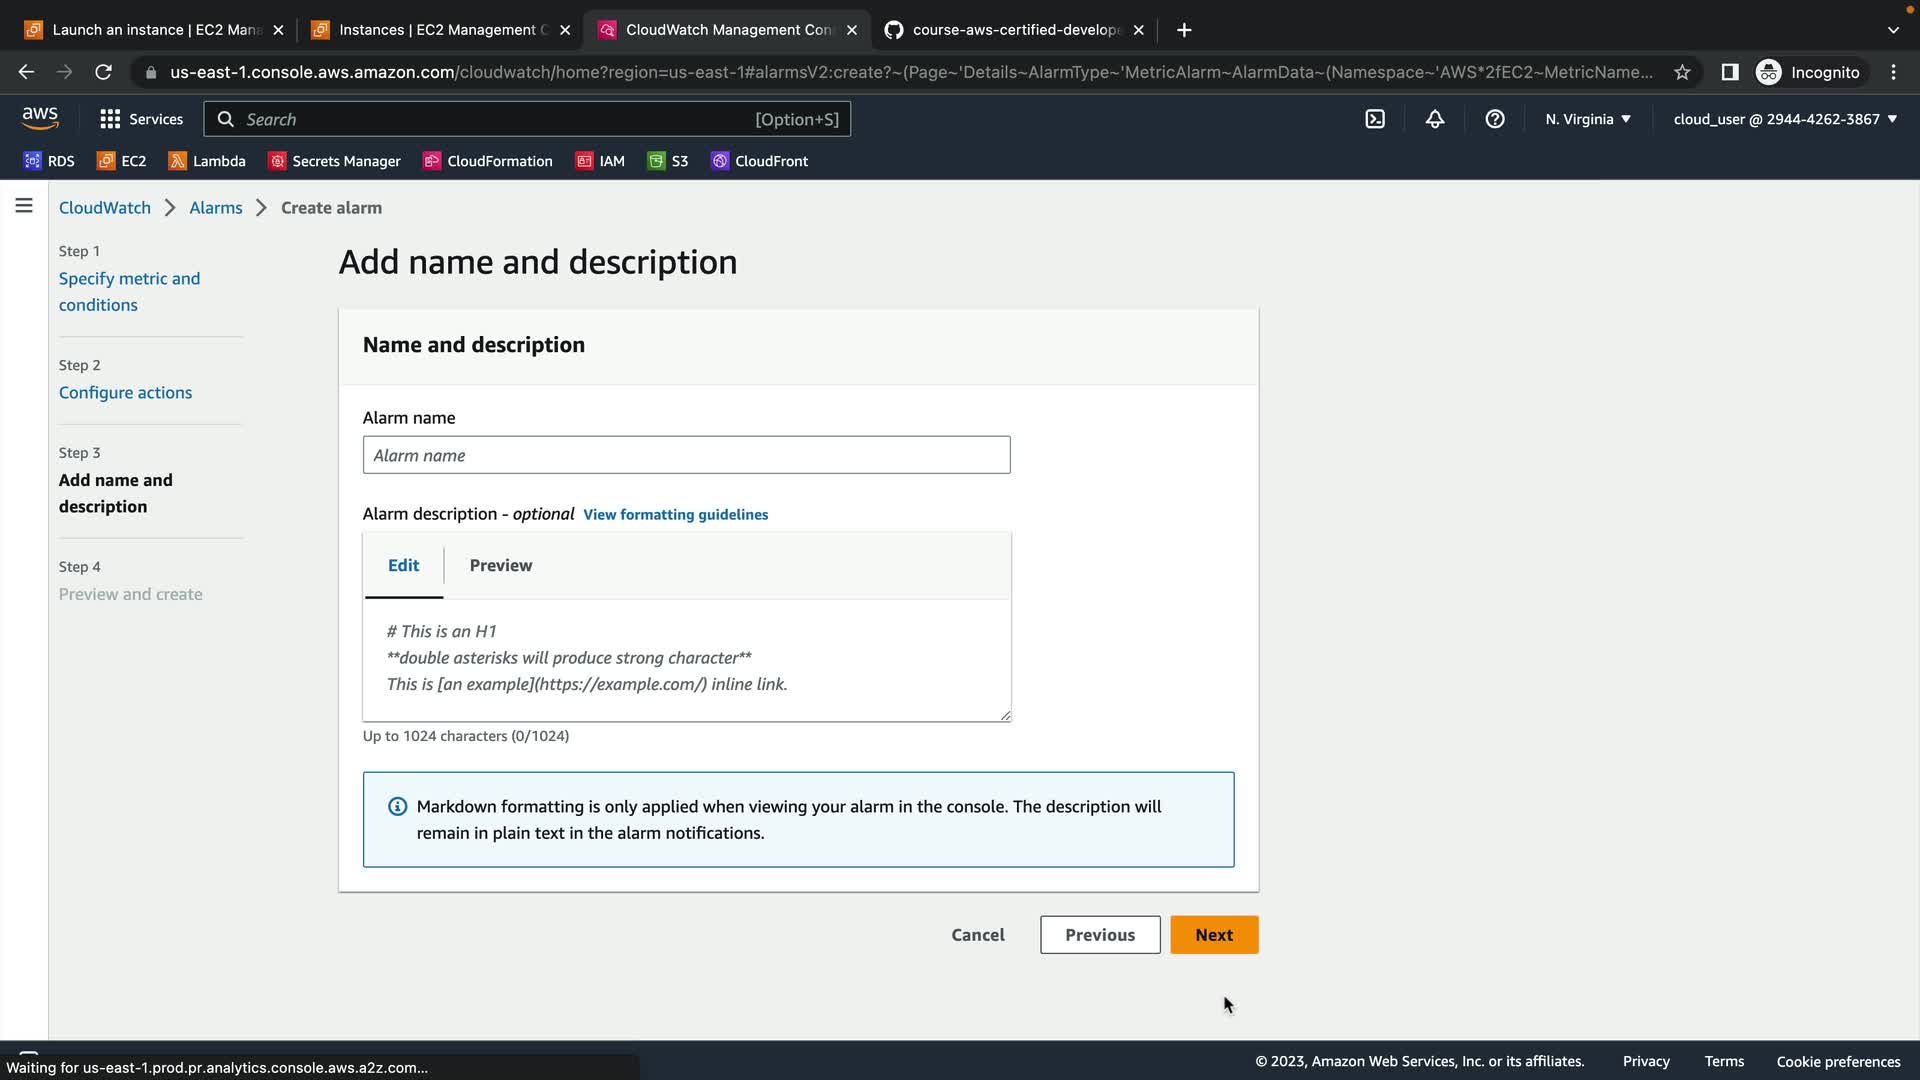 Launch an instance | EC2 Mana
Instances | EC2 Management C
CloudWatch Management Con
course-aws-certified-develope
us-east-1.console.aws.amazon.com/cloudwatch/home?region=us-east-1#alarmsV2:create?~(Page~'Details~AlarmType~'MetricAlarm~AlarmData~(Namespace~'AWS*2fEC2~MetricName...
Incognito
aws
Services
Search
[Option+S]
N. Virginia
cloud_user @ 2944-4262-3867
RDS
EC2
Lambda
Secrets Manager
CloudFormation
IAM
S3
CloudFront
CloudWatch
Alarms
Create alarm
Step 1
Specify metric and
conditions
Step 2
Configure actions
Step 3
Add name and
description
Step 4
Preview and create
Add name and description
Name and description
Alarm name
Alarm name
Alarm description - optional View formatting guidelines
Edit
Preview
# This is an H1
**double asterisks will produce strong character**
This is [an example](https://example.com/) inline link.
Up to 1024 characters (0/1024)
Markdown formatting is only applied when viewing your alarm in the console. The description will
remain in plain text in the alarm notifications.
Cancel
Previous
Next
Waiting for us-east-1.prod.pr.analytics.console.aws.a2z.com...
© 2023, Amazon Web Services, Inc. or its affiliates.
Privacy
Terms
Cookie preferences